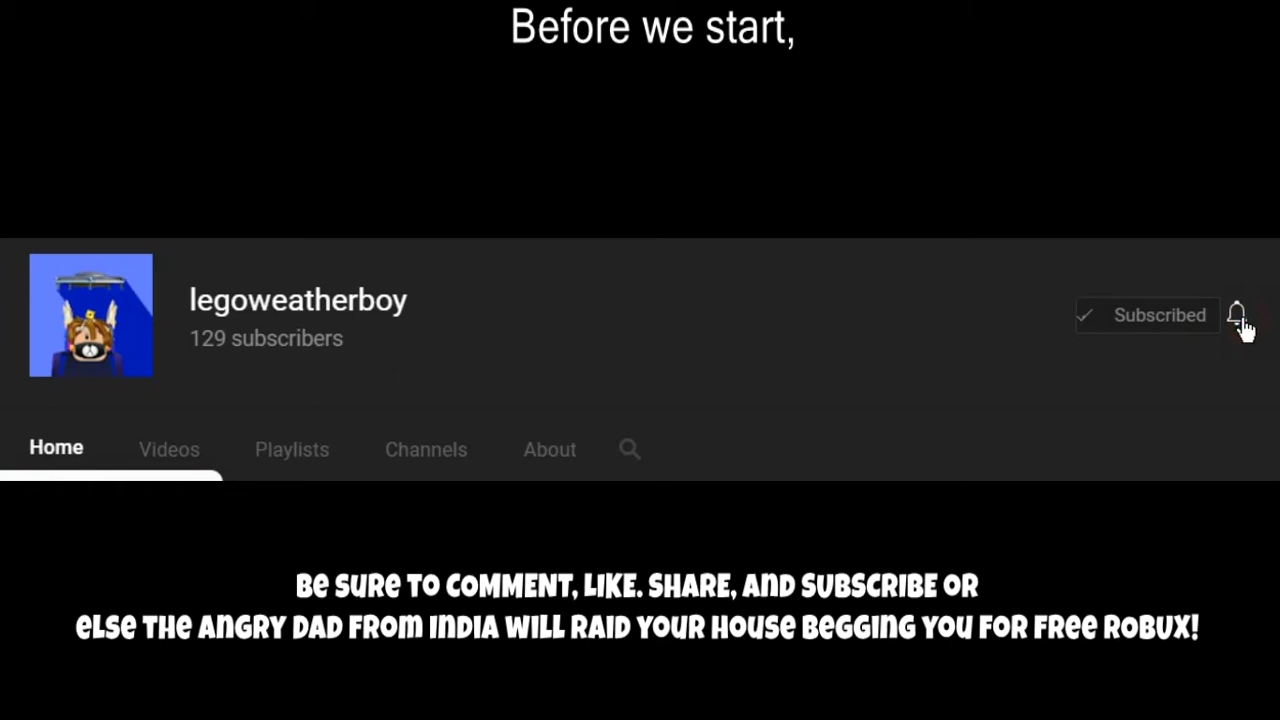 Before we start,
legoweatherboy
129 subscribers
Subscribed
Home Videos Playlists Channels About
Be sure to comment, like. share, and subscribe or
else the angry dad from india will raid your house begging you for free robux!